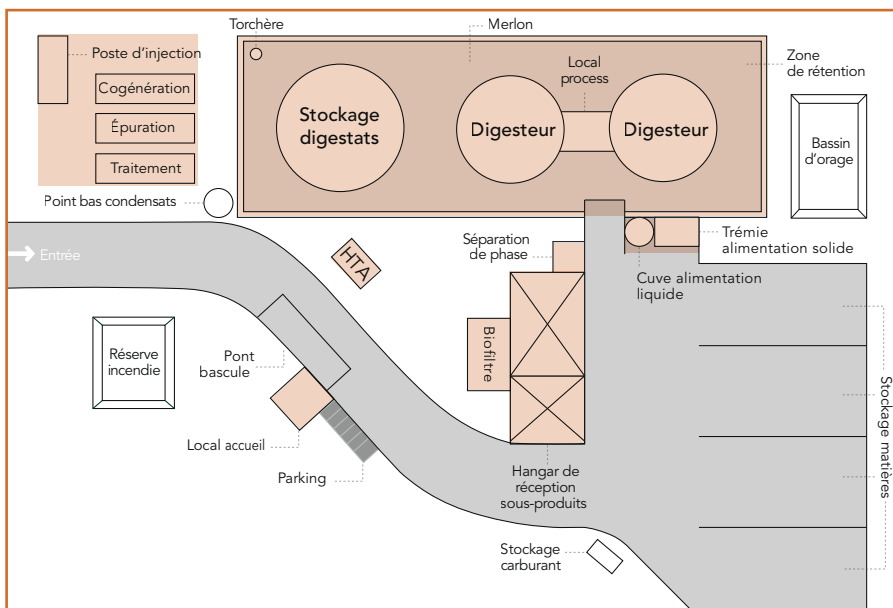 Torchère
Merlon
Poste d'injection
Zone
de rétention
Local
process
Cogénération
Stockage
digestats
Digesteur
Digesteur
Épuration
Bassin
d'orage
Traitement
Point bas condensats
Trémie
alimentation solide
Séparation
de phase
Entrée
HTA
Cuve alimentation
liquide
Biofiltre
Réserve
incendie
Pont
bascule
Stockage matières
Local accueil
Parking
Hangar de
réception
sous-produits
Stockage
carburant